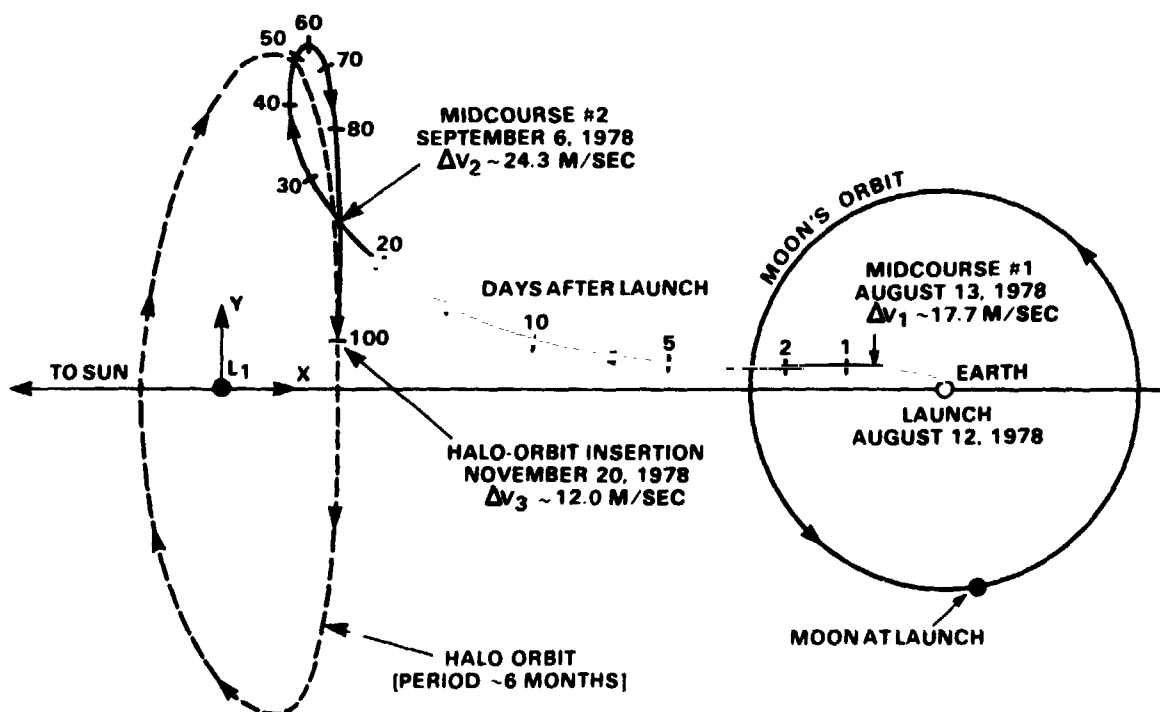 60
50
70
40
80
30
20
100
MIDCOURSE #2
SEPTEMBER 6, 1978
ΔV2 ~24.3 M/SEC
MOON'S ORBIT
MIDCOURSE #1
AUGUST 13, 1978
ΔV1 ~17.7 M/SEC
DAYS AFTER LAUNCH
10
5
2
1
Y
L1
X
TO SUN
EARTH
LAUNCH
AUGUST 12, 1978
HALO-ORBIT INSERTION
NOVEMBER 20, 1978
ΔV3 ~12.0 M/SEC
MOON AT LAUNCH
HALO ORBIT
[PERIOD ~6 MONTHS]